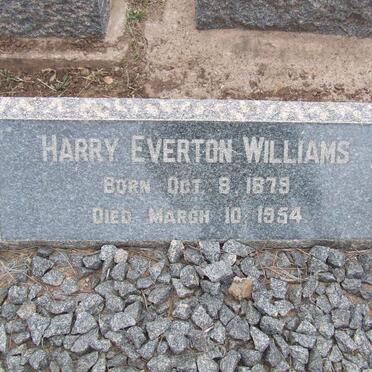 HARRY EVERTON WILLIAMS
BORN OCT. 8, 1879
DIED MARCH 10, 1954